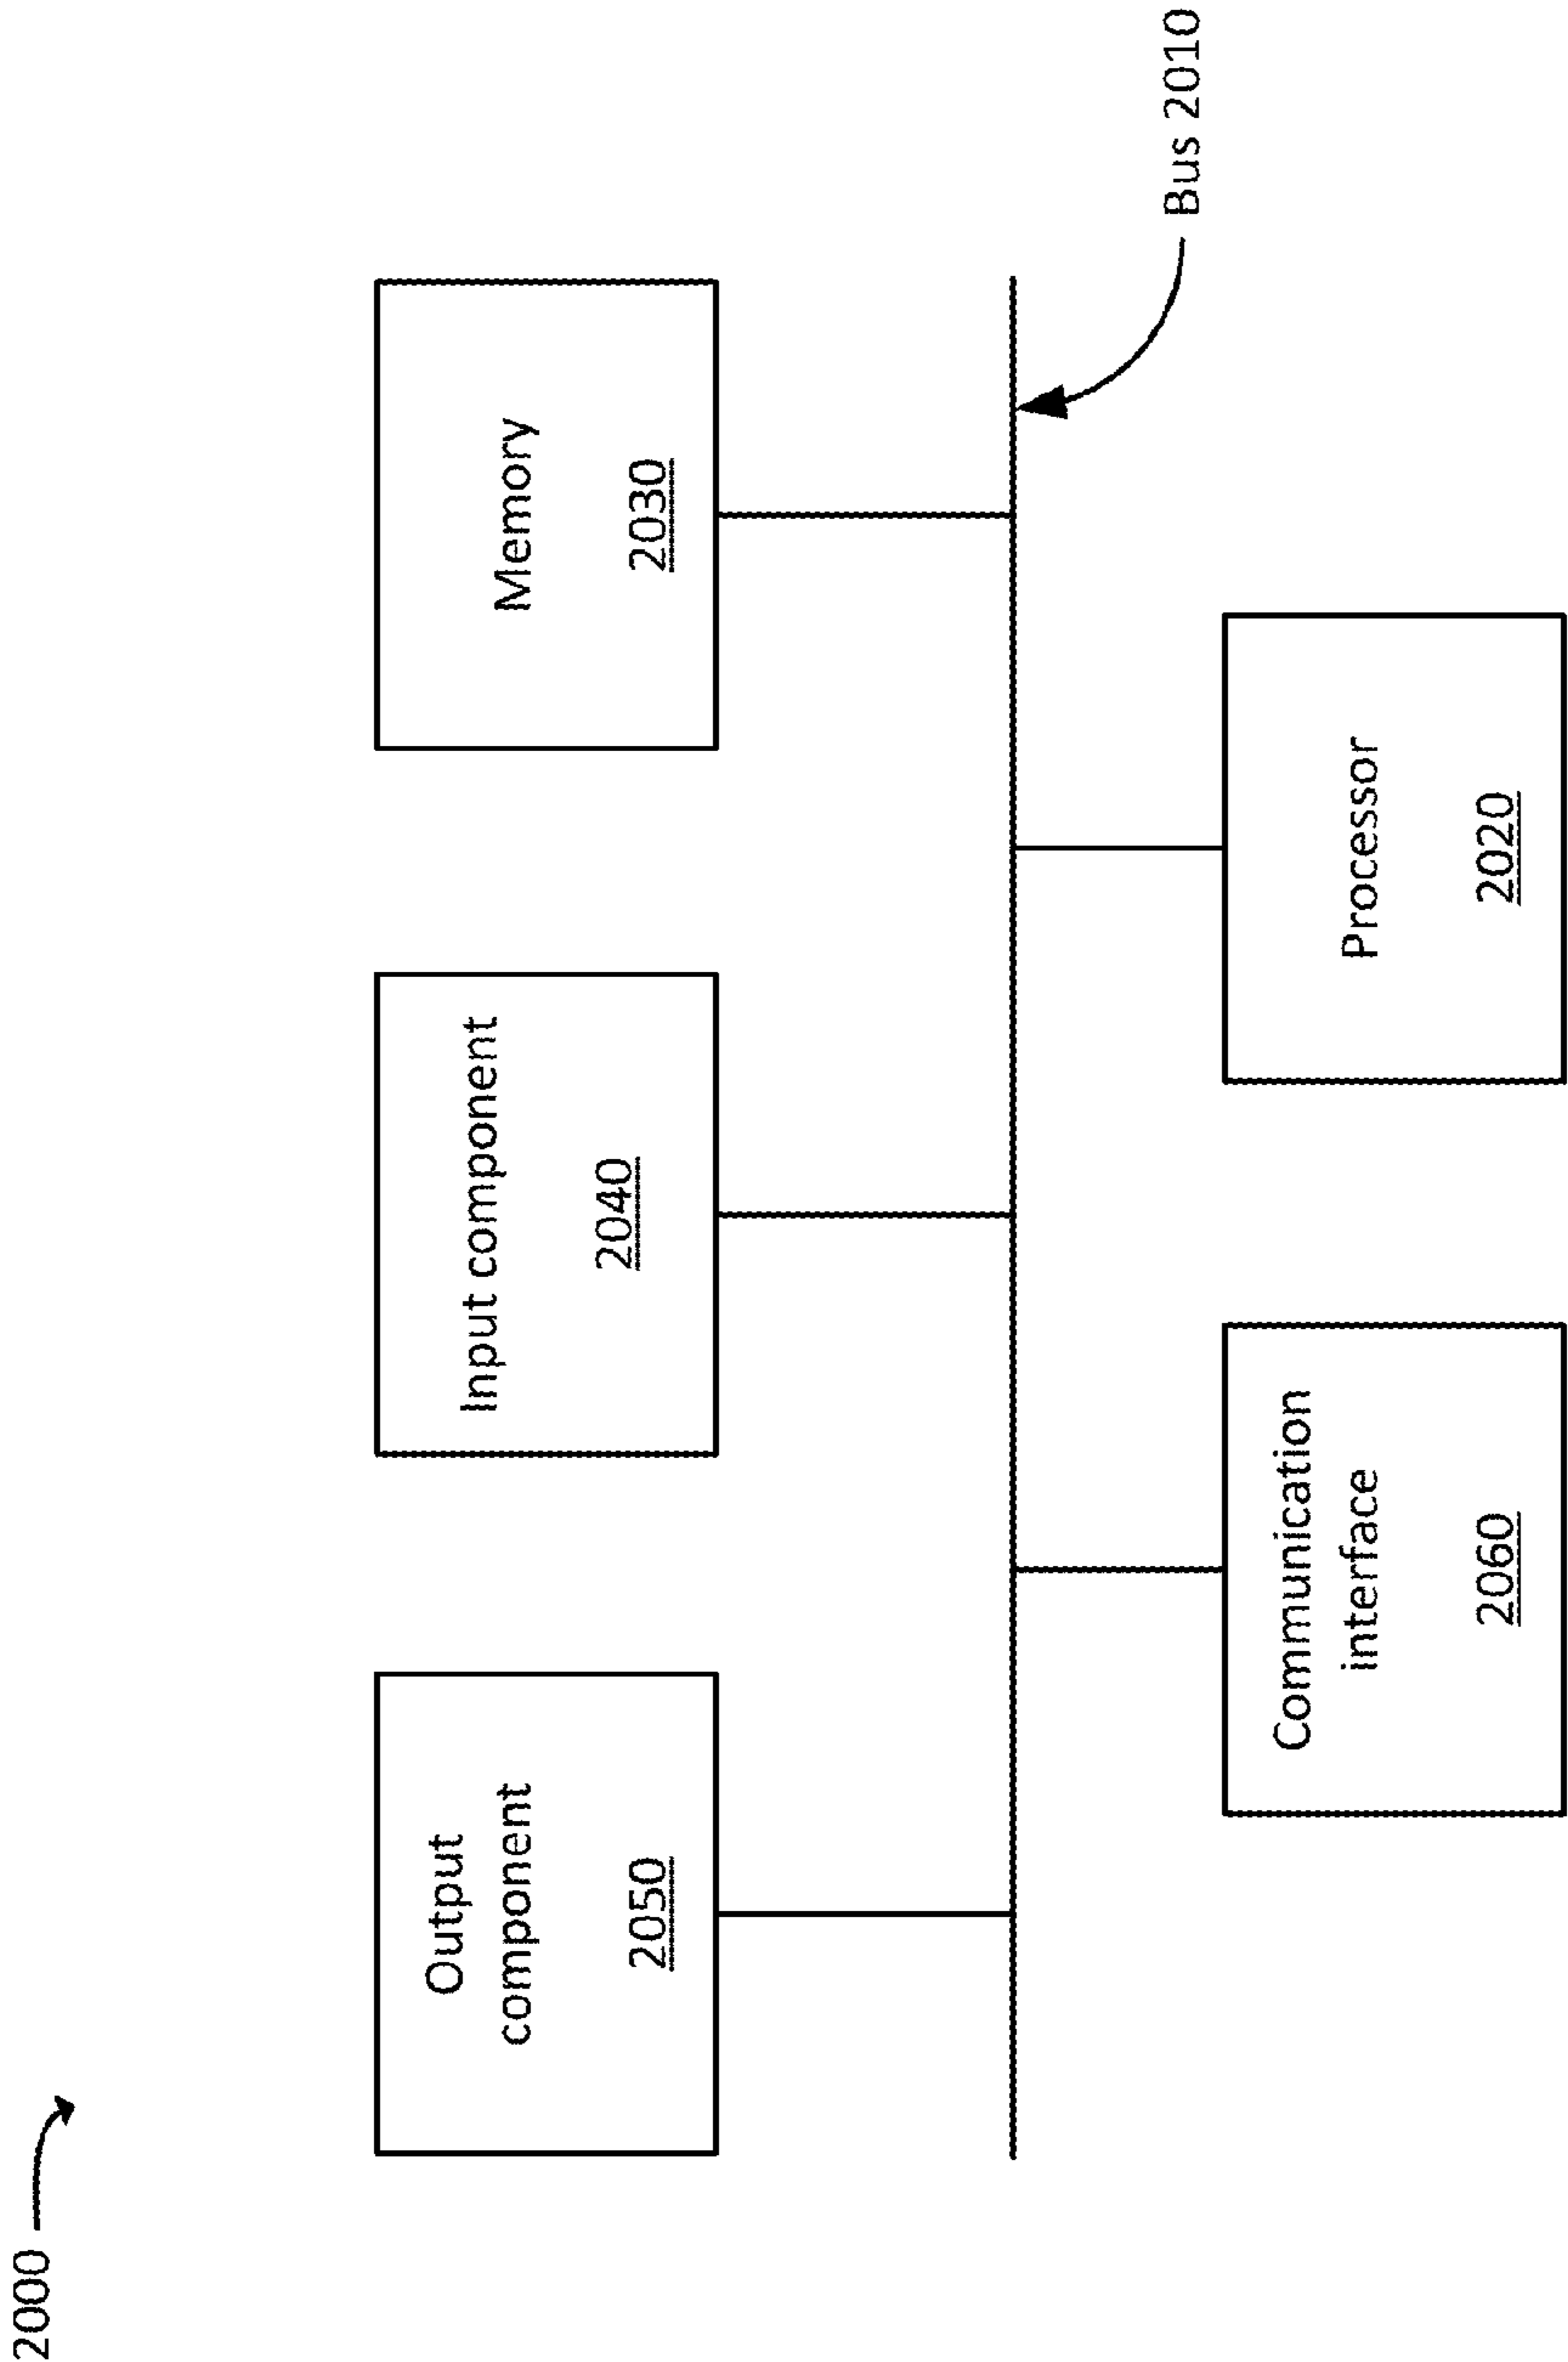 2000
Output
component
2050
Input component
2040
Memory
2030
Communication
interface
2060
Processor
2020
Bus 2010